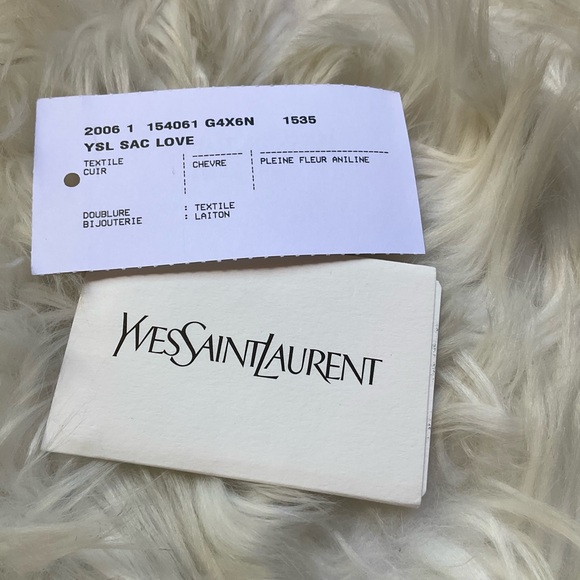 2006 1 154061 G4X6N 1535
YSL SAC LOVE
TEXTILE
CUIR CHEVRE PLEINE FLEUR ANILINE
DOUBLURE : TEXTILE
BIJOUTERIE : LAITON
YVESSAINTLAURENT